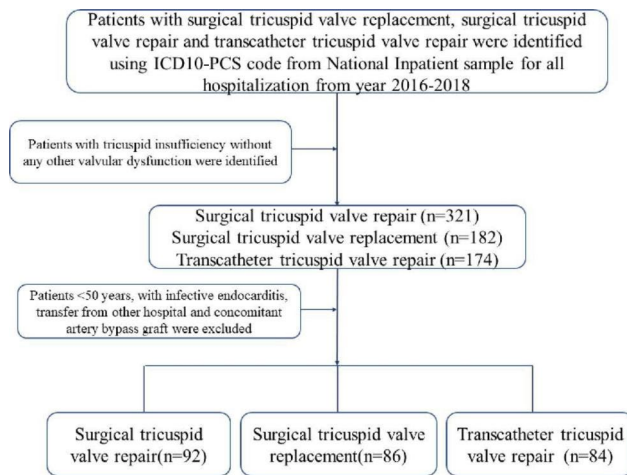 Patients with surgical tricuspid valve replacement, surgical tricuspid
valve repair and transcatheter tricuspid valve repair were identified
using ICD10-PCS code from National Inpatient sample for all
hospitalization from year 2016-2018
Patients with tricuspid insufficiency without
any other valvular dysfunction were identified
Surgical tricuspid valve repair (n=321)
Surgical tricuspid valve replacement (n=182)
Transcatheter tricuspid valve repair (n=174)
Patients <50 years, with infective endocarditis,
transfer from other hospital and concomitant
artery bypass graft were excluded
Surgical tricuspid
valve repair(n=92)
Surgical tricuspid valve
replacement(n=86)
Transcatheter tricuspid
valve repair (n=84)